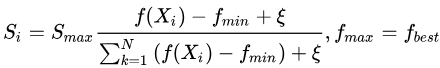 $$S_i = S_{max} \frac{f(X_i) - f_{min} + \xi}{\sum_{k=1}^{N} (f(X_i) - f_{min}) + \xi}, f_{max} = f_{best}$$